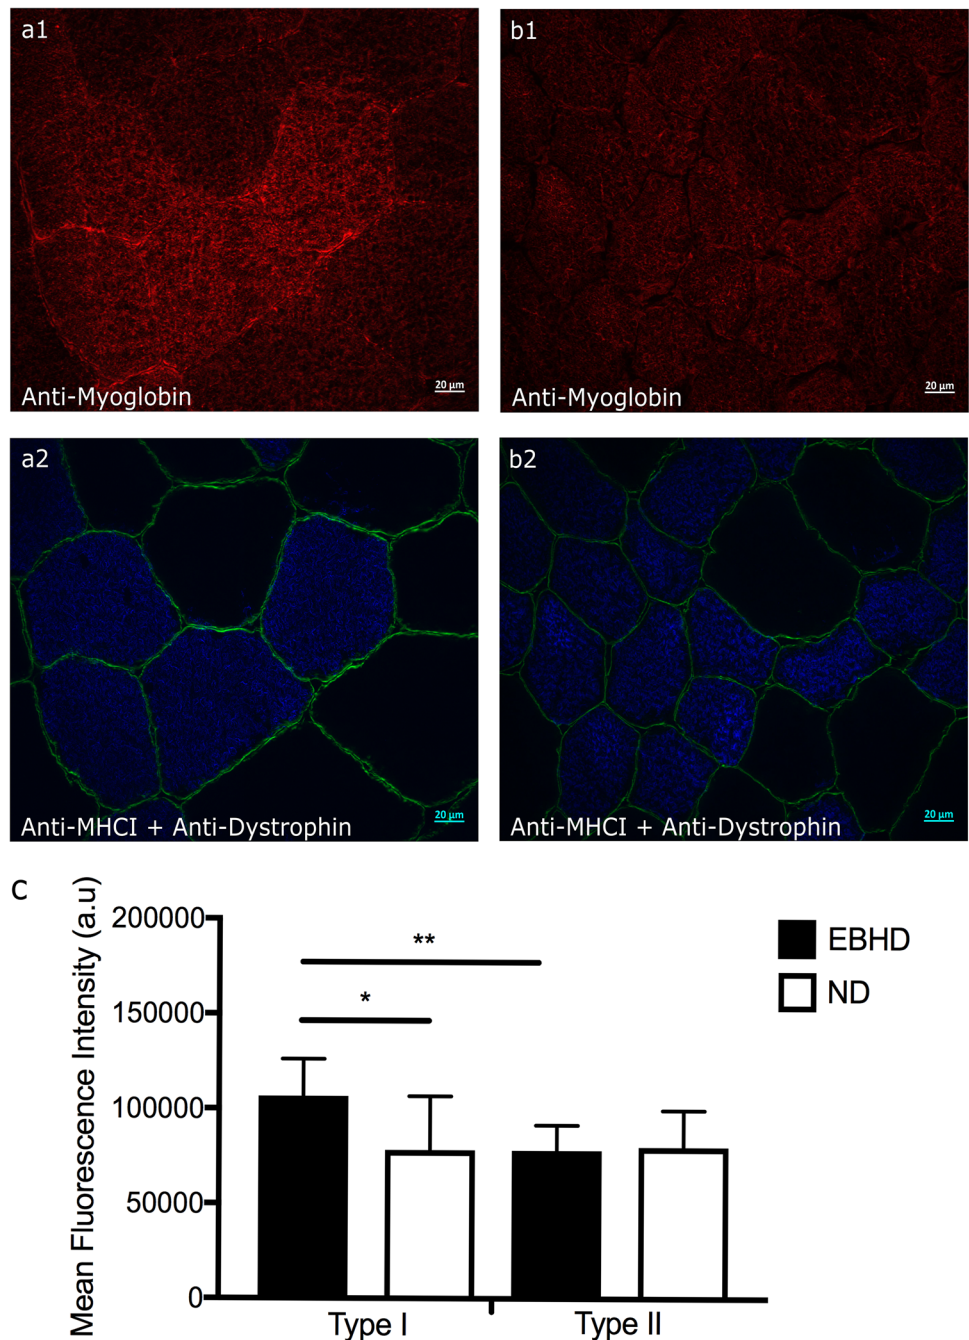 a1
20 µm
Anti-Myoglobin
b1
20 µm
Anti-Myoglobin
a2
20 µm
Anti-MHCI + Anti-Dystrophin
b2
20 µm
Anti-MHCI + Anti-Dystrophin
c
Mean Fluorescence Intensity (a.u)
200000
150000
100000
50000
0
**
*
EBHD
ND
Type I
Type II